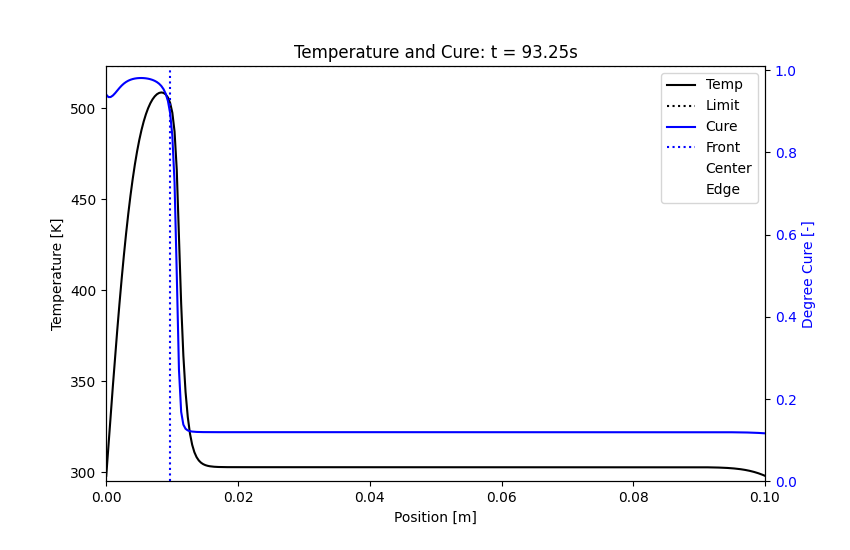 Temperature and Cure: t = 93.25s
Temp
Limit
Cure
Front
Center
Edge
500
450
400
350
300
Temperature [K]
1.0
0.8
0.6
0.4
0.2
0.0
Degree Cure [-]
0.00 0.02 0.04 0.06 0.08 0.10
Position [m]